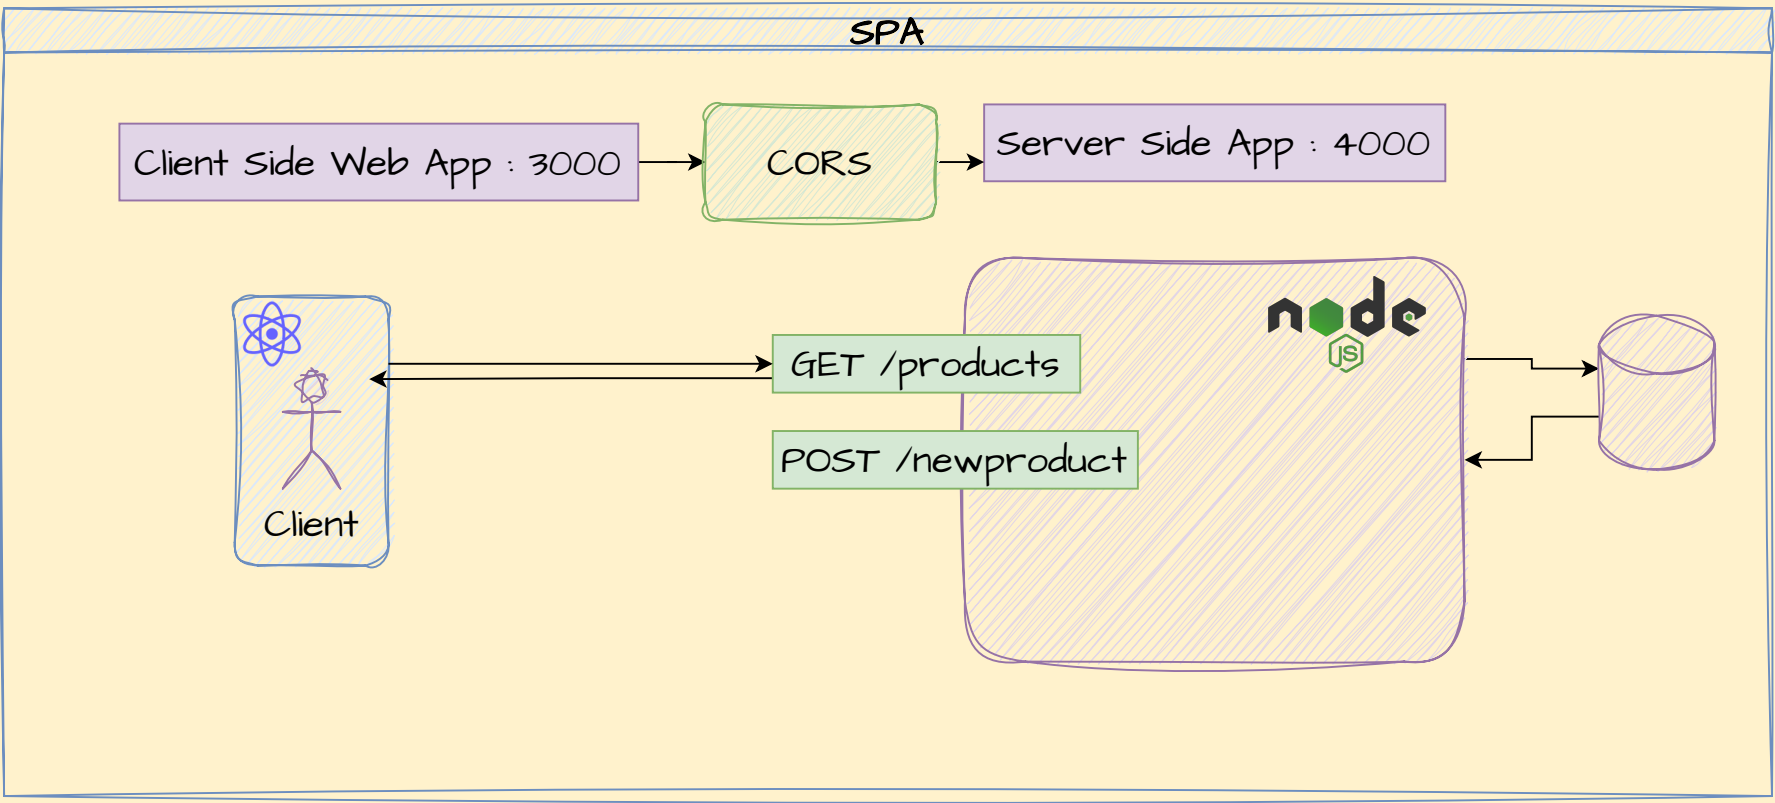 SPA
Client Side Web App : 3000
CORS
Server Side App : 4000
node
JS
GET /products
POST /newproduct
Client